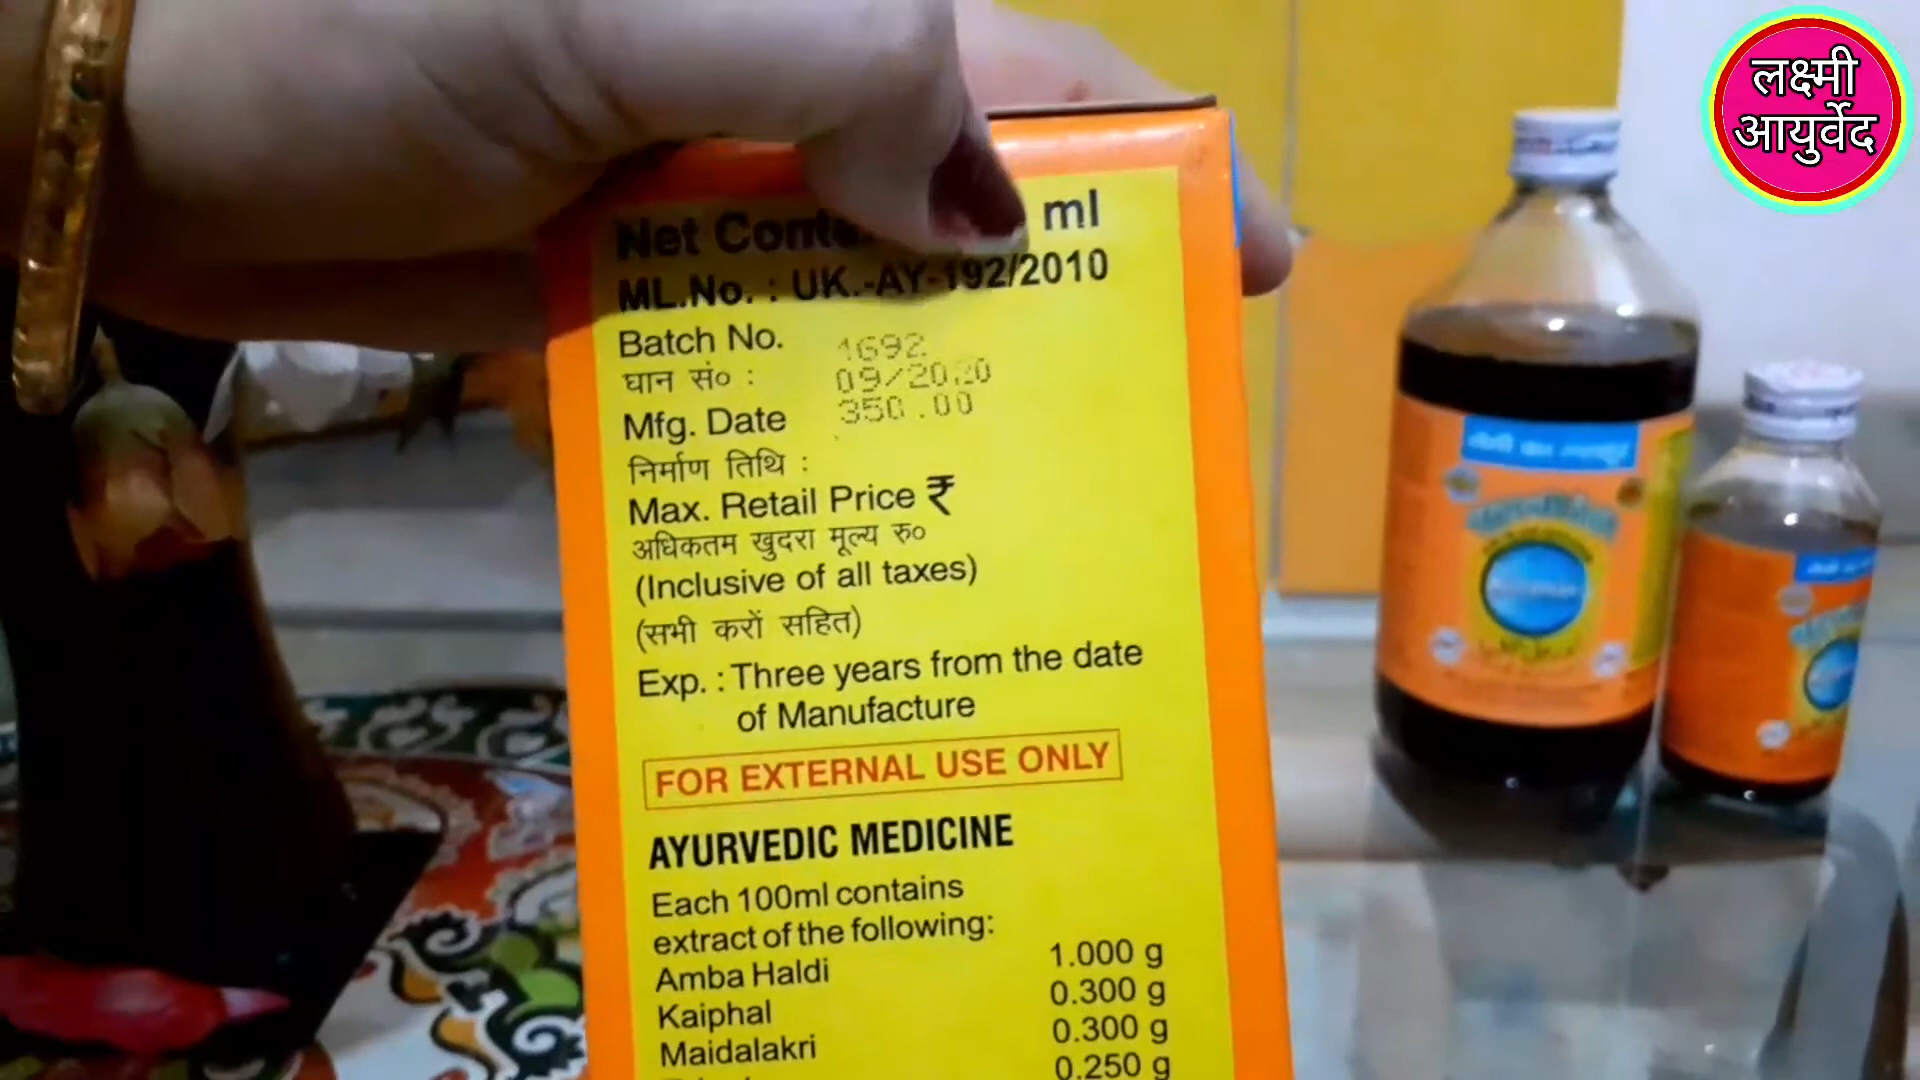 लक्ष्मी
आयुर्वेद
Net ml
ML.No. : UK.-AY-192/2010
Batch No. 1692
घान सं० : 09/2020
Mfg. Date 350.00
निर्माण तिथि :
Max. Retail Price ₹
अधिकतम खुदरा मूल्य रु०
(Inclusive of all taxes)
(सभी करों सहित)
Exp. : Three years from the date
of Manufacture
FOR EXTERNAL USE ONLY
AYURVEDIC MEDICINE
Each 100ml contains
extract of the following:
Amba Haldi 1.000 g
Kaiphal 0.300 g
Maidalakri 0.300 g
0.250 g